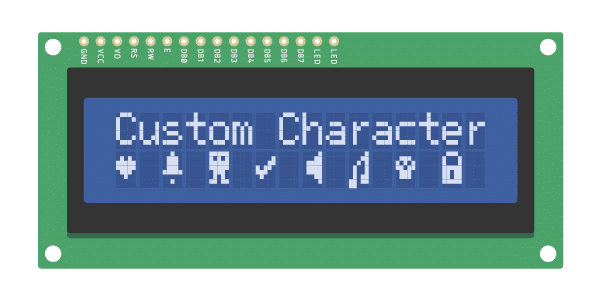 GND VCC VO RS RW E DB0 DB1 DB2 DB3 DB4 DB5 DB6 DB7 LED LED
Custom Character